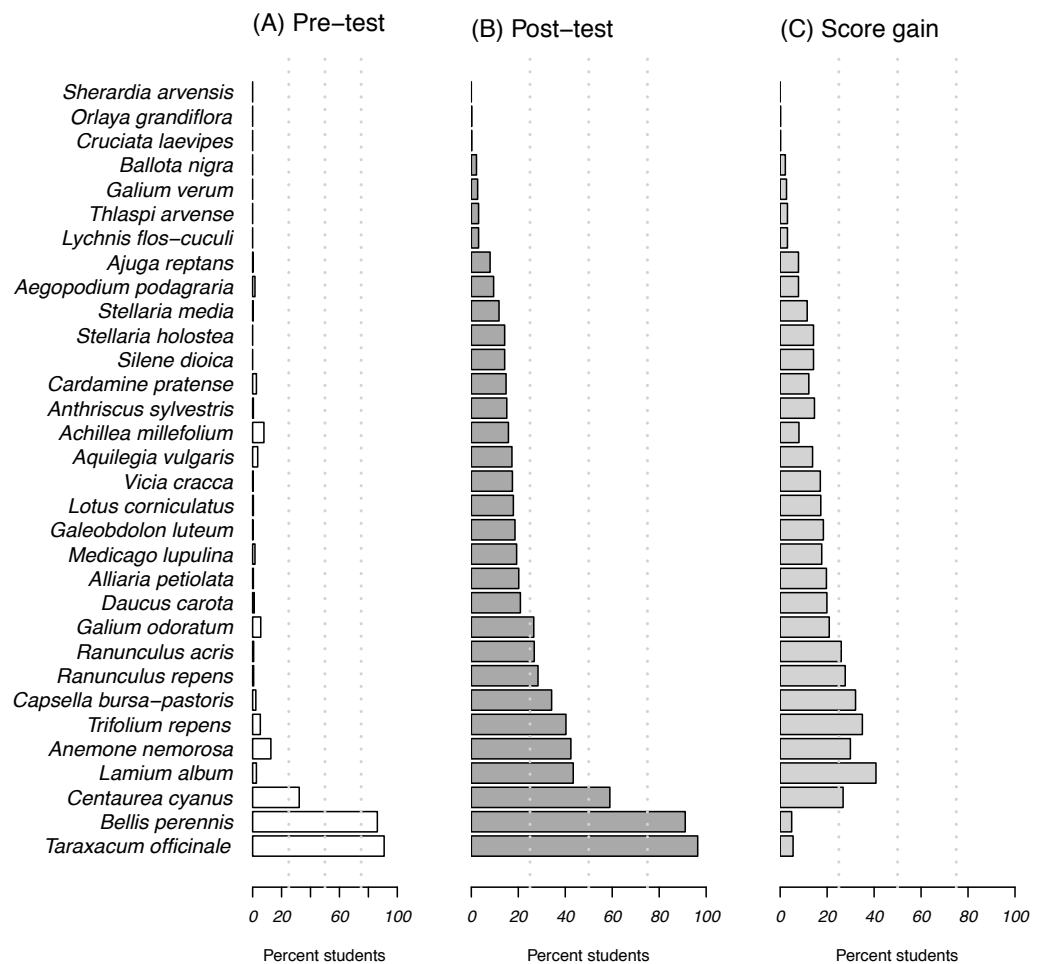 (A) Pre−test
(B) Post−test
(C) Score gain
Sherardia arvensis
Orlaya grandiflora
Cruciata laevipes
Ballota nigra
Galium verum
Thlaspi arvense
Lychnis flos−cuculi
Ajuga reptans
Aegopodium podagraria
Stellaria media
Stellaria holostea
Silene dioica
Cardamine pratense
Anthriscus sylvestris
Achillea millefolium
Aquilegia vulgaris
Vicia cracca
Lotus corniculatus
Galeobdolon luteum
Medicago lupulina
Alliaria petiolata
Daucus carota
Galium odoratum
Ranunculus acris
Ranunculus repens
Capsella bursa−pastoris
Trifolium repens
Anemone nemorosa
Lamium album
Centaurea cyanus
Bellis perennis
Taraxacum officinale
0 20 60 100
0 20 40 60 80 100
0 20 40 60 80 100
Percent students
Percent students
Percent students